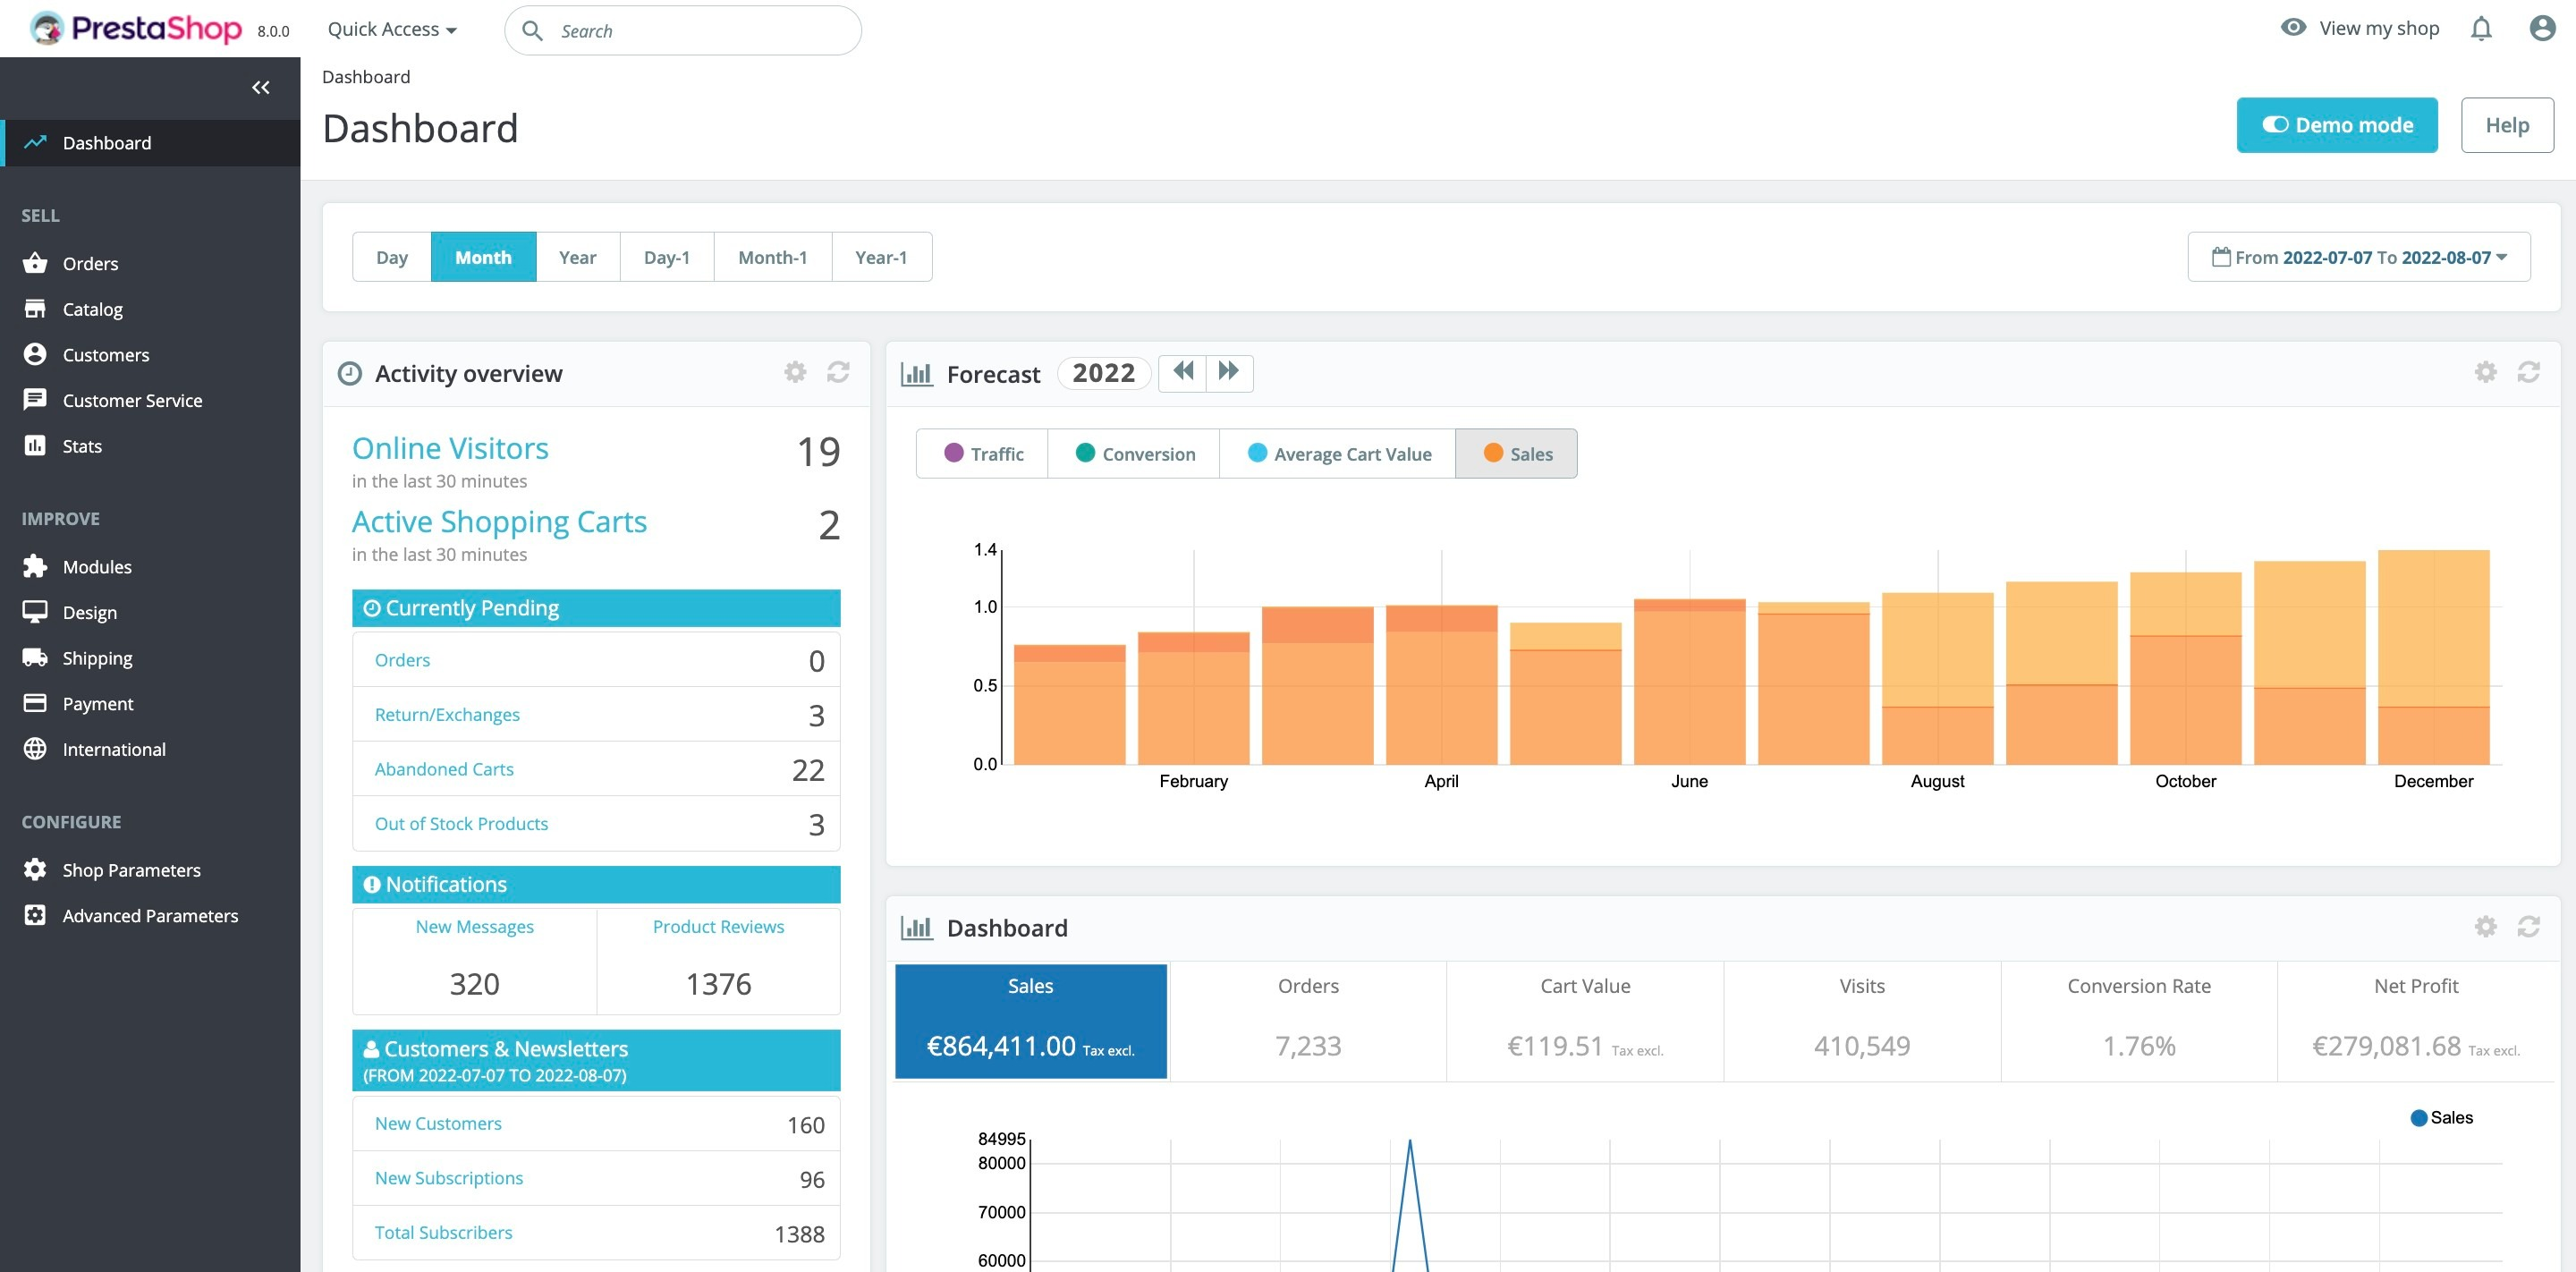 PrestaShop 8.0.0 Quick Access Search View my shop
Dashboard
Dashboard
Demo mode Help
Dashboard
SELL
Orders
Catalog
Customers
Customer Service
Stats
IMPROVE
Modules
Design
Shipping
Payment
International
CONFIGURE
Shop Parameters
Advanced Parameters
Day Month Year Day-1 Month-1 Year-1
From 2022-07-07 To 2022-08-07
Activity overview
Online Visitors 19
in the last 30 minutes
Active Shopping Carts 2
in the last 30 minutes
Currently Pending
Orders 0
Return/Exchanges 3
Abandoned Carts 22
Out of Stock Products 3
Notifications
New Messages Product Reviews
320 1376
Customers & Newsletters
(FROM 2022-07-07 TO 2022-08-07)
New Customers 160
New Subscriptions 96
Total Subscribers 1388
Forecast 2022
Traffic Conversion Average Cart Value Sales
1.4
1.0
0.5
0.0
February April June August October December
Dashboard
Sales Orders Cart Value Visits Conversion Rate Net Profit
€864,411.00 Tax excl. 7,233 €119.51 Tax excl. 410,549 1.76% €279,081.68 Tax excl.
Sales
84995
80000
70000
60000